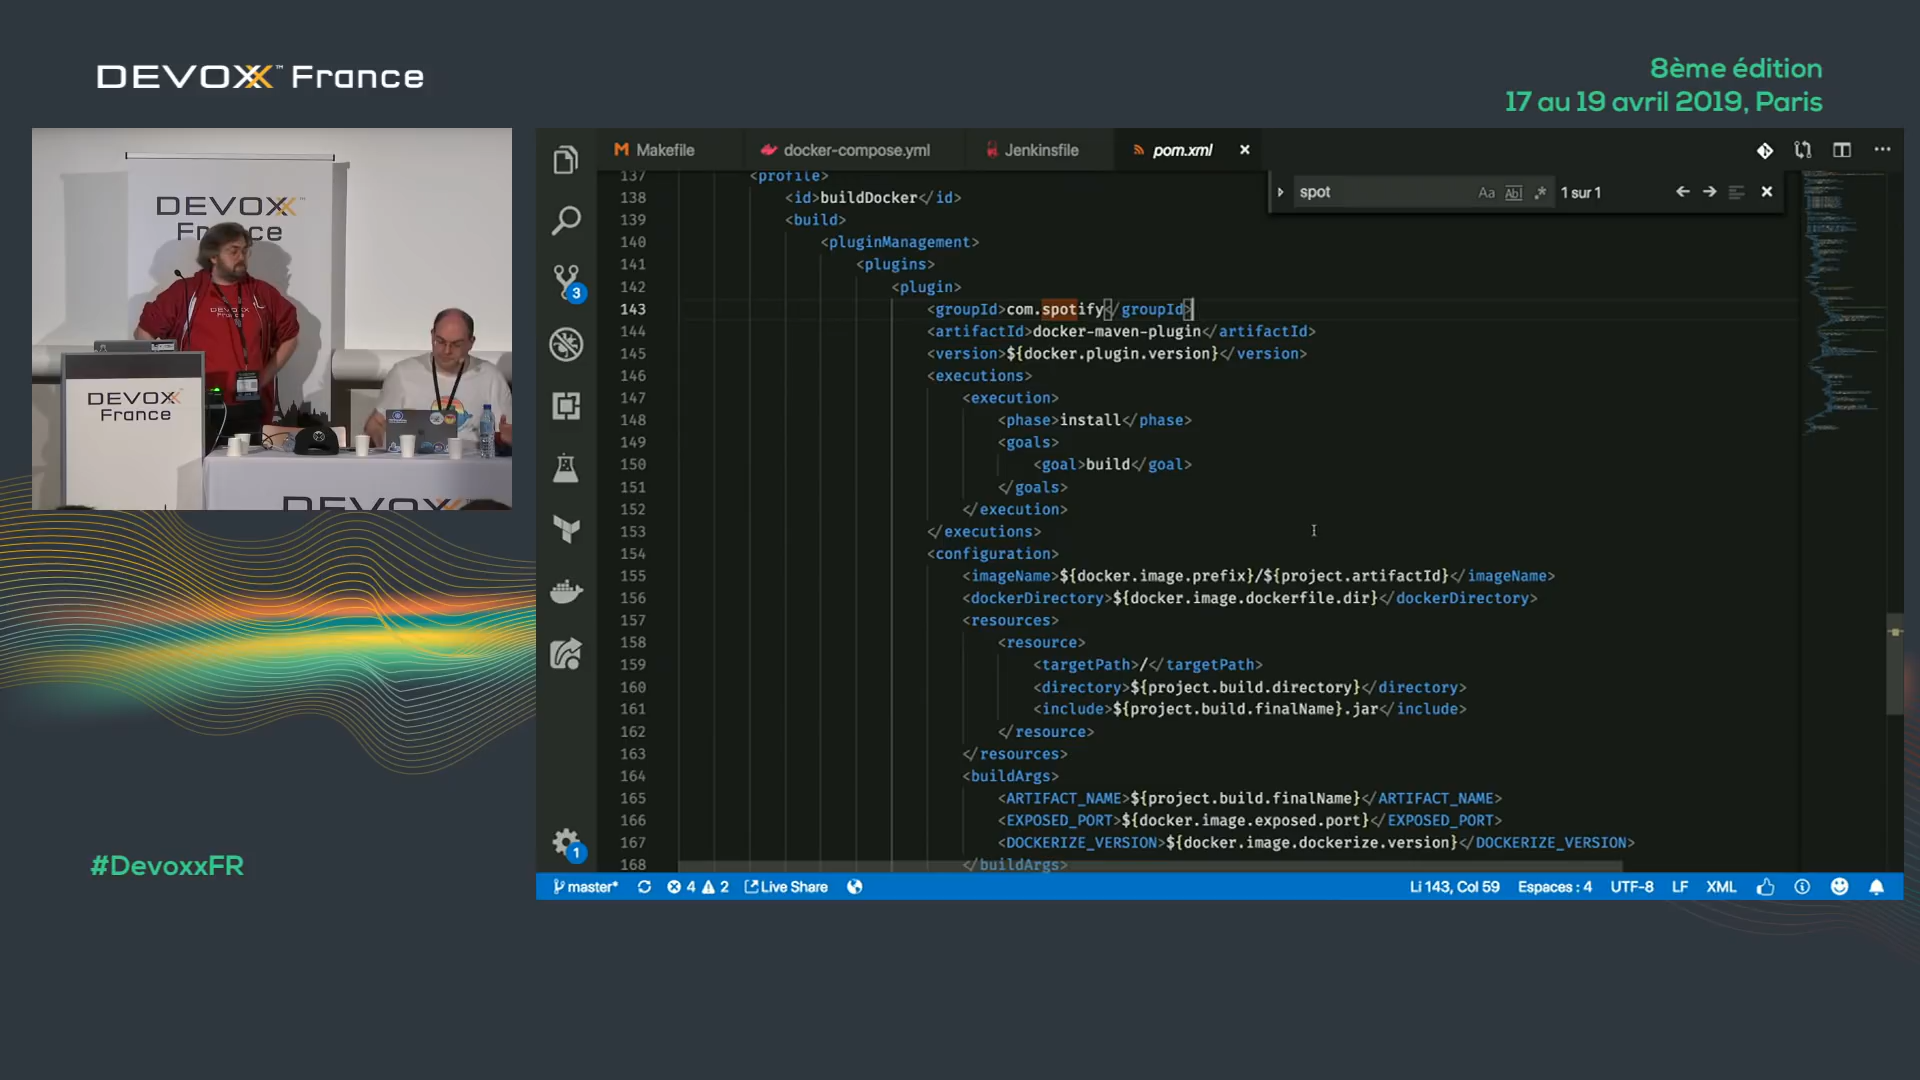 DEVOXX™ France
8ème édition
17 au 19 avril 2019, Paris
DEVOXX
France
DEVOXX
France
DEVOXX
#DevoxxFR
Makefile
docker-compose.yml
Jenkinsfile
pom.xml
spot
Aa
Abl
1 sur 1
3
1
137 <profile>
138 <id>buildDocker</id>
139 <build>
140 <pluginManagement>
141 <plugins>
142 <plugin>
143 <groupId>com.spotify</groupId>
144 <artifactId>docker-maven-plugin</artifactId>
145 <version>${docker.plugin.version}</version>
146 <executions>
147 <execution>
148 <phase>install</phase>
149 <goals>
150 <goal>build</goal>
151 </goals>
152 </execution>
153 </executions>
154 <configuration>
155 <imageName>${docker.image.prefix}/${project.artifactId}</imageName>
156 <dockerDirectory>${docker.image.dockerfile.dir}</dockerDirectory>
157 <resources>
158 <resource>
159 <targetPath>/</targetPath>
160 <directory>${project.build.directory}</directory>
161 <include>${project.build.finalName}.jar</include>
162 </resource>
163 </resources>
164 <buildArgs>
165 <ARTIFACT_NAME>${project.build.finalName}</ARTIFACT_NAME>
166 <EXPOSED_PORT>${docker.image.exposed.port}</EXPOSED_PORT>
167 <DOCKERIZE_VERSION>${docker.image.dockerize.version}</DOCKERIZE_VERSION>
168 </buildArgs>
master* 4 2 Live Share
Li 143, Col 59 Espaces : 4 UTF-8 LF XML